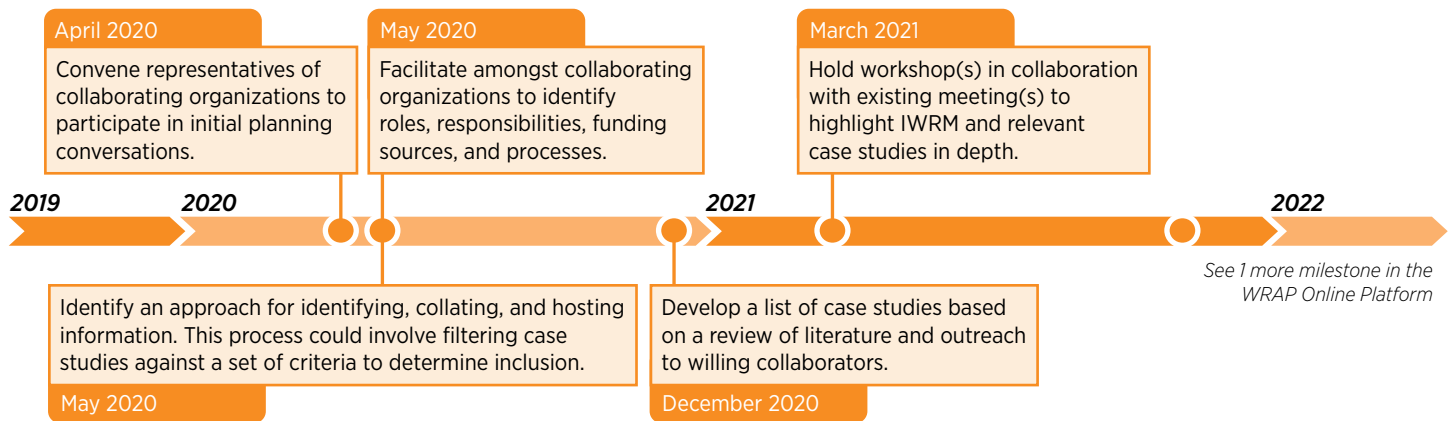 April 2020
Convene representatives of
collaborating organizations to
participate in initial planning
conversations.
May 2020
Facilitate amongst collaborating
organizations to identify
roles, responsibilities, funding
sources, and processes.
March 2021
Hold workshop(s) in collaboration
with existing meeting(s) to
highlight IWRM and relevant
case studies in depth.
2019
2020
2021
2022
Identify an approach for identifying, collating, and hosting
information. This process could involve filtering case
studies against a set of criteria to determine inclusion.
May 2020
Develop a list of case studies based
on a review of literature and outreach
to willing collaborators.
December 2020
See 1 more milestone in the
WRAP Online Platform